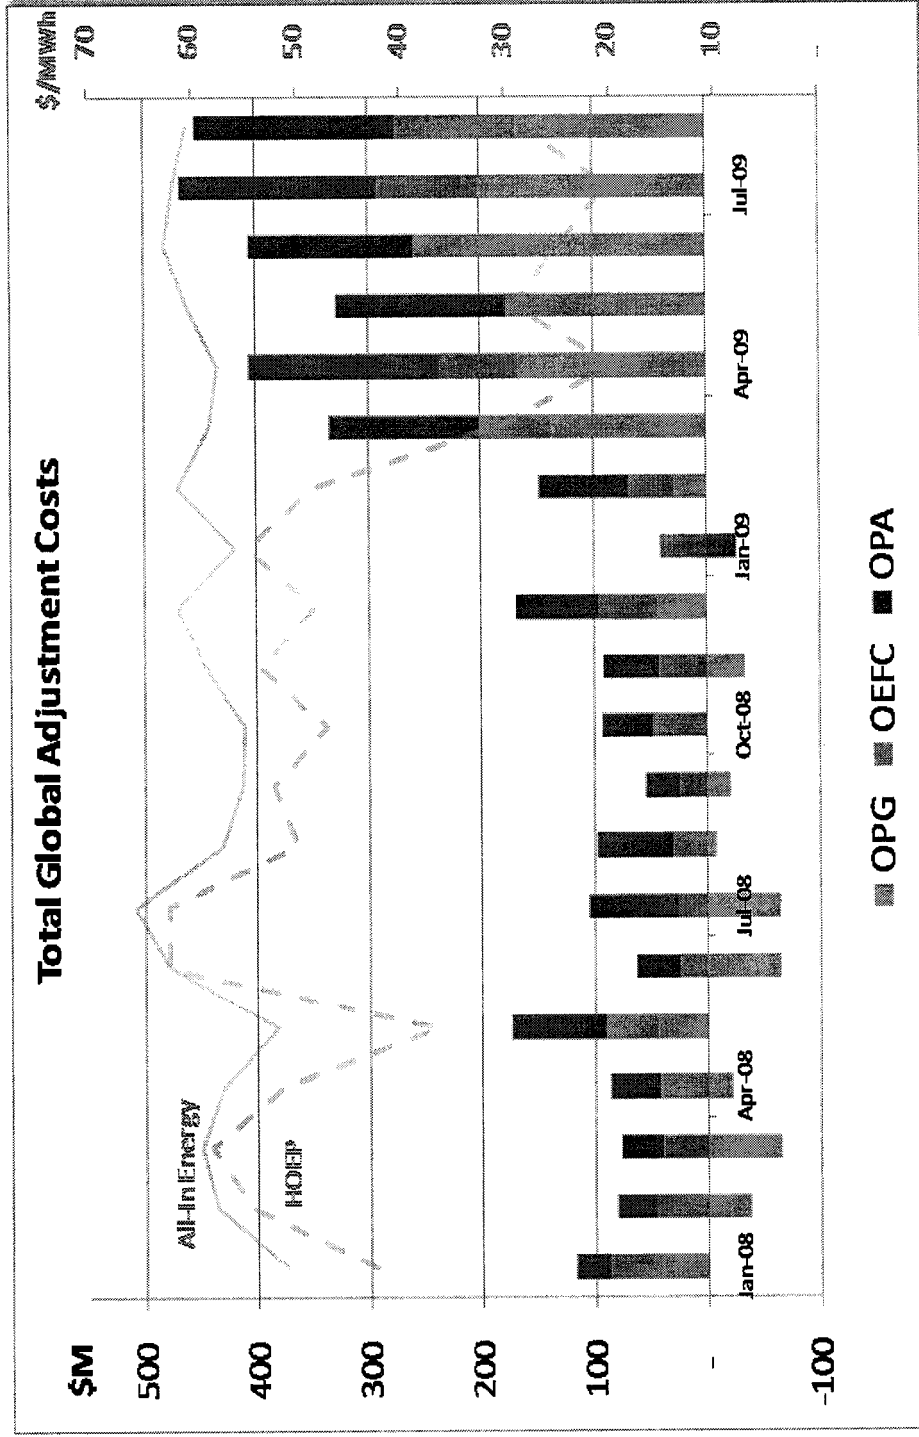 Total Global Adjustment Costs
$M
$/MWh
500
400
300
200
100
-
-100
70
60
50
40
30
20
10
-
All-In Energy
HOEP
Jan-08
Apr-08
Jul-08
Oct-08
Jan-09
Apr-09
Jul-09
OPG OEFC OPA